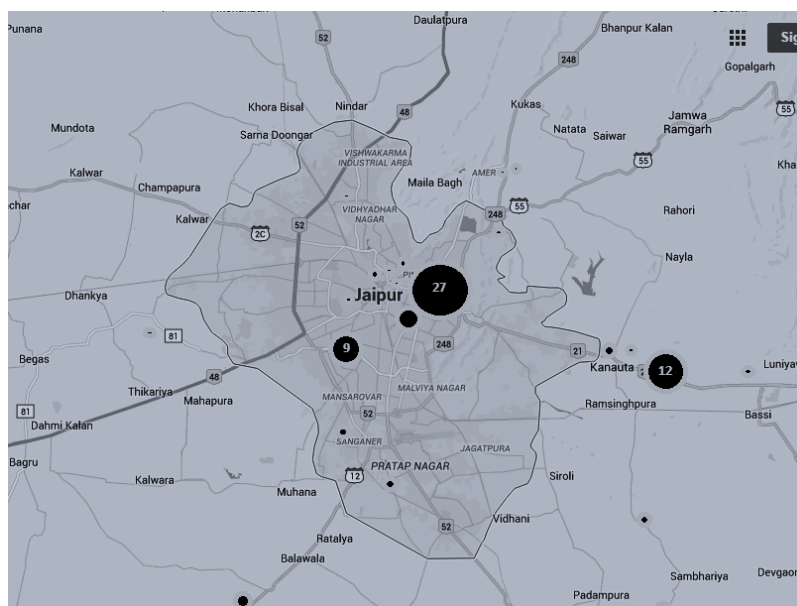 Daulatpura
Punana
52
Bhanpur Kalan
Sig
248
Gopalgarh
Khora Bisal
Nindar
48
Kukas
55
Jamwa
Ramgarh
Mundota
Sarna Doongar
Natata
Saiwar
VISHWAKARMA
INDUSTRIAL AREA
55
Kalwar
Maila Bagh
AMER
Kha
Champapura
char
VIDHYADHAR
NAGAR
248
55
Rahori
Kalwar
52
2C
Nayla
Jaipur
27
Dhankya
81
9
248
21
Begas
Kanauta
12
Luniya
48
Thikariya
Mahapura
MANSAROVAR
MALVIYA NAGAR
Ramsinghpura
81
52
Bassi
Dahmi Kalan
SANGANER
JAGATPURA
Bagru
PRATAP NAGAR
12
Siroli
Kalwara
Muhana
Vidhani
52
Ratalya
Balawala
Sambhariya
Devgaon
Padampura